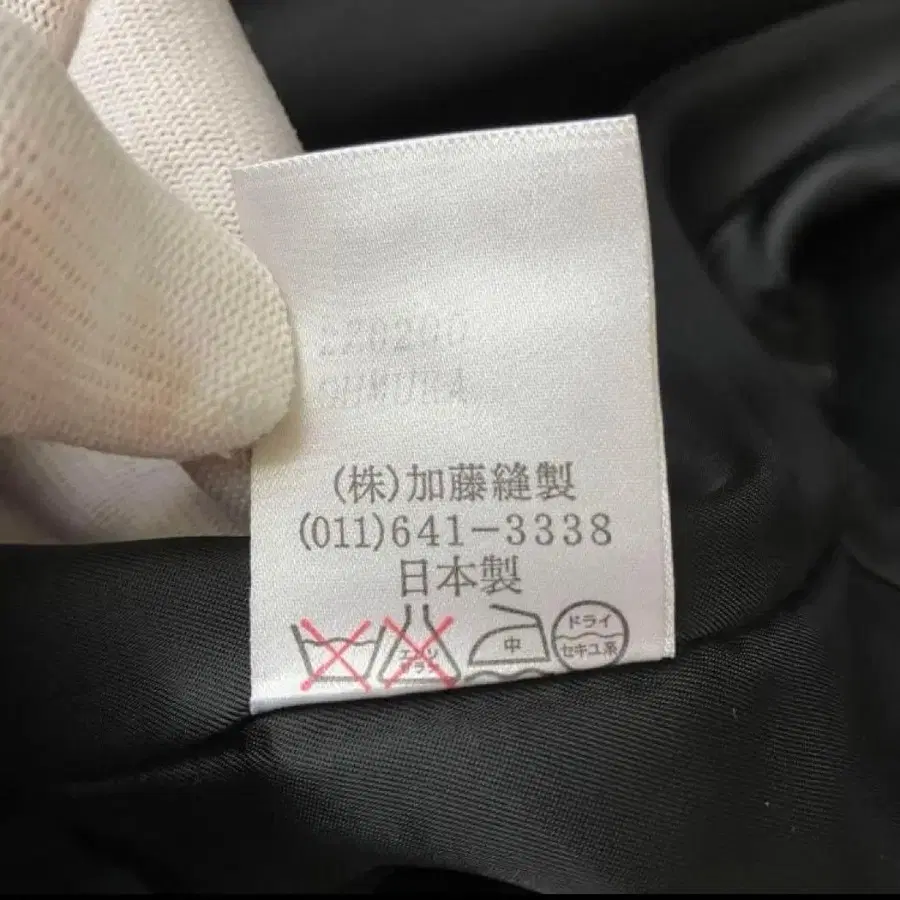 (株)加藤縫製
(011)641-3338
日本製
中
ドライ
セキユ系